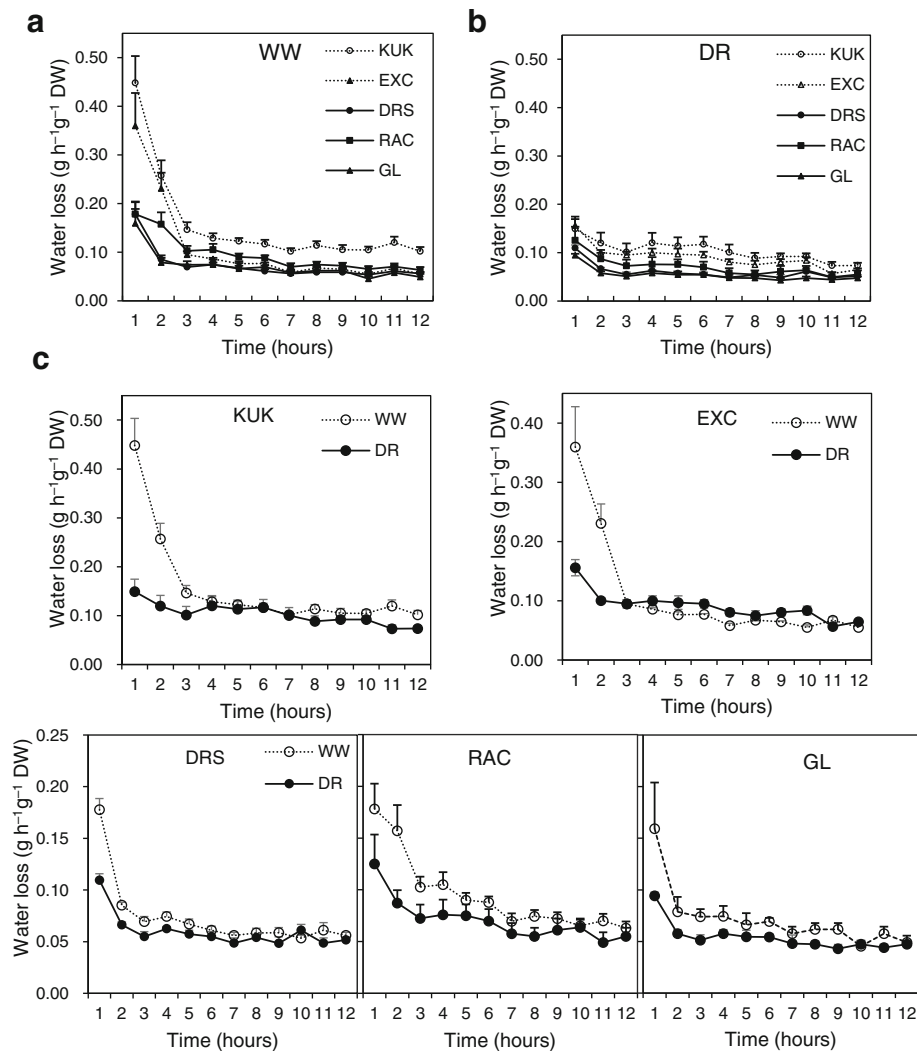 a
WW
KUK
EXC
DRS
RAC
GL
Water loss (g h⁻¹g⁻¹ DW)
0.50
0.40
0.30
0.20
0.10
0.00
1 2 3 4 5 6 7 8 9 10 11 12
Time (hours)
b
DR
KUK
EXC
DRS
RAC
GL
Water loss (g h⁻¹g⁻¹ DW)
0.50
0.40
0.30
0.20
0.10
0.00
1 2 3 4 5 6 7 8 9 10 11 12
Time (hours)
c
KUK
WW
DR
Water loss (g h⁻¹g⁻¹ DW)
0.50
0.40
0.30
0.20
0.10
0.00
1 2 3 4 5 6 7 8 9 10 11 12
Time (hours)
EXC
WW
DR
Water loss (g h⁻¹g⁻¹ DW)
0.40
0.30
0.20
0.10
0.00
1 2 3 4 5 6 7 8 9 10 11 12
Time (hours)
DRS
WW
DR
Water loss (g h⁻¹g⁻¹ DW)
0.25
0.20
0.15
0.10
0.05
0.00
1 2 3 4 5 6 7 8 9 10 11 12
Time (hours)
RAC
1 2 3 4 5 6 7 8 9 10 11 12
Time (hours)
GL
1 2 3 4 5 6 7 8 9 10 11 12
Time (hours)